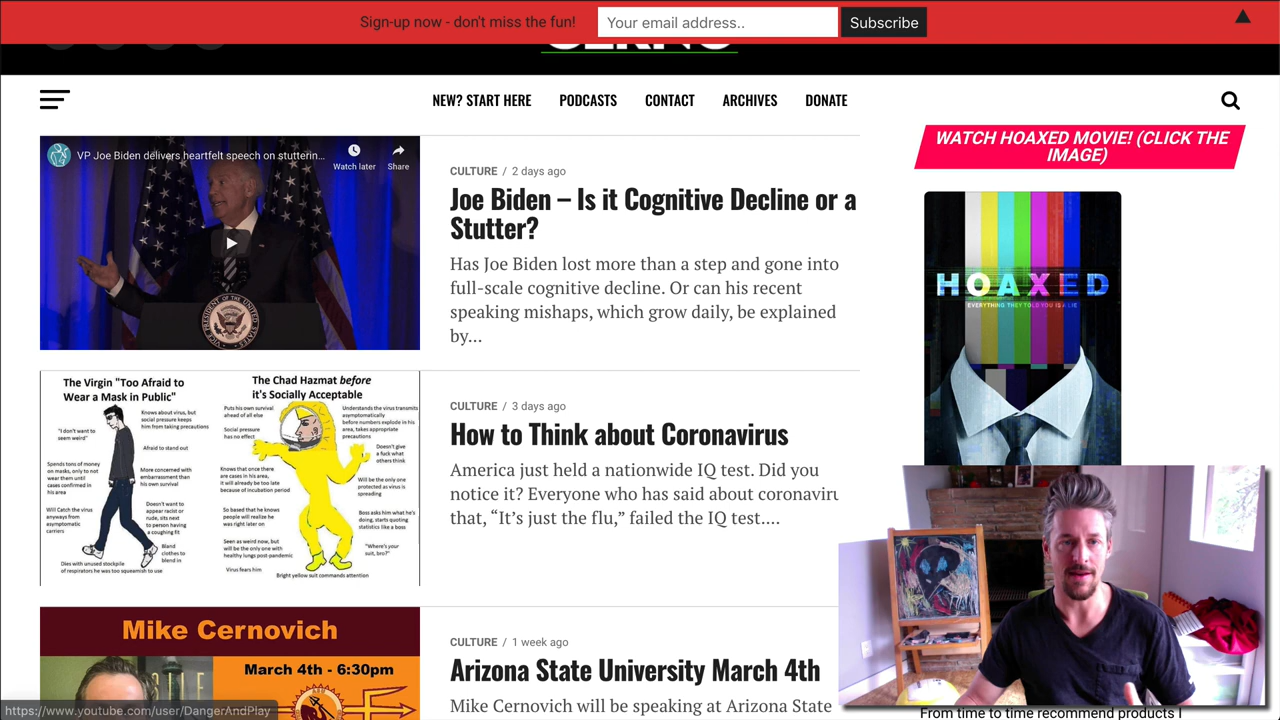 Sign-up now - don't miss the fun!
Your email address..
Subscribe
NEW? START HERE
PODCASTS
CONTACT
ARCHIVES
DONATE
VP Joe Biden delivers heartfelt speech on stutterin...
Watch later
Share
CULTURE / 2 days ago
Joe Biden – Is it Cognitive Decline or a
Stutter?
Has Joe Biden lost more than a step and gone into
full-scale cognitive decline. Or can his recent
speaking mishaps, which grow daily, be explained
by...
The Virgin "Too Afraid to
Wear a Mask in Public"
Knows about virus, but
social pressure keeps
him from taking precautions
"I don't want to
seem weird"
Afraid to stand out
Spends tons of money
on masks, only to not
wear them until
cases confirmed in
his area
More concerned with
embarrassment than
his own survival
Doesn't want to
appear racist or
rude, sits next
to person having
a coughing fit
Will Catch the virus
anyways from
asymptomatic
carriers
Bland
clothes to
blend in
Dies with unused stockpile
of respirators he was too squeemish to use
The Chad Hazmat before
it's Socially Acceptable
Puts his own survival
ahead of all else
Social pressure
has no effect
Understands the virus transmits
asymptomatically
before numbers explode in his
area, takes appropriate
precautions
Doesn't give
a fuck what
others think
Knows that once there
are cases in his area,
it will already be too late
because of incubation period
Will be the only one
protected as virus is
spreading
So based that he knows
people will realize he
was right later on
Boss asks him what he's
doing, starts quoting
statistics like a boss
Seen as weird now, but
will be the only one with
healthy lungs post-pandemic
"Where's your
suit, bro?"
Virus fears him
Bright yellow suit commands attention
CULTURE / 3 days ago
How to Think about Coronavirus
America just held a nationwide IQ test. Did you
notice it? Everyone who has said about coronaviru
that, “It’s just the flu,” failed the IQ test....
Mike Cernovich
March 4th - 6:30pm
CULTURE / 1 week ago
Arizona State University March 4th
Mike Cernovich will be speaking at Arizona State
WATCH HOAXED MOVIE! (CLICK THE
IMAGE)
HOAXED
EVERYTHING THEY TOLD YOU IS A LIE
From time to time recommend products I
https://www.youtube.com/user/DangerAndPlay